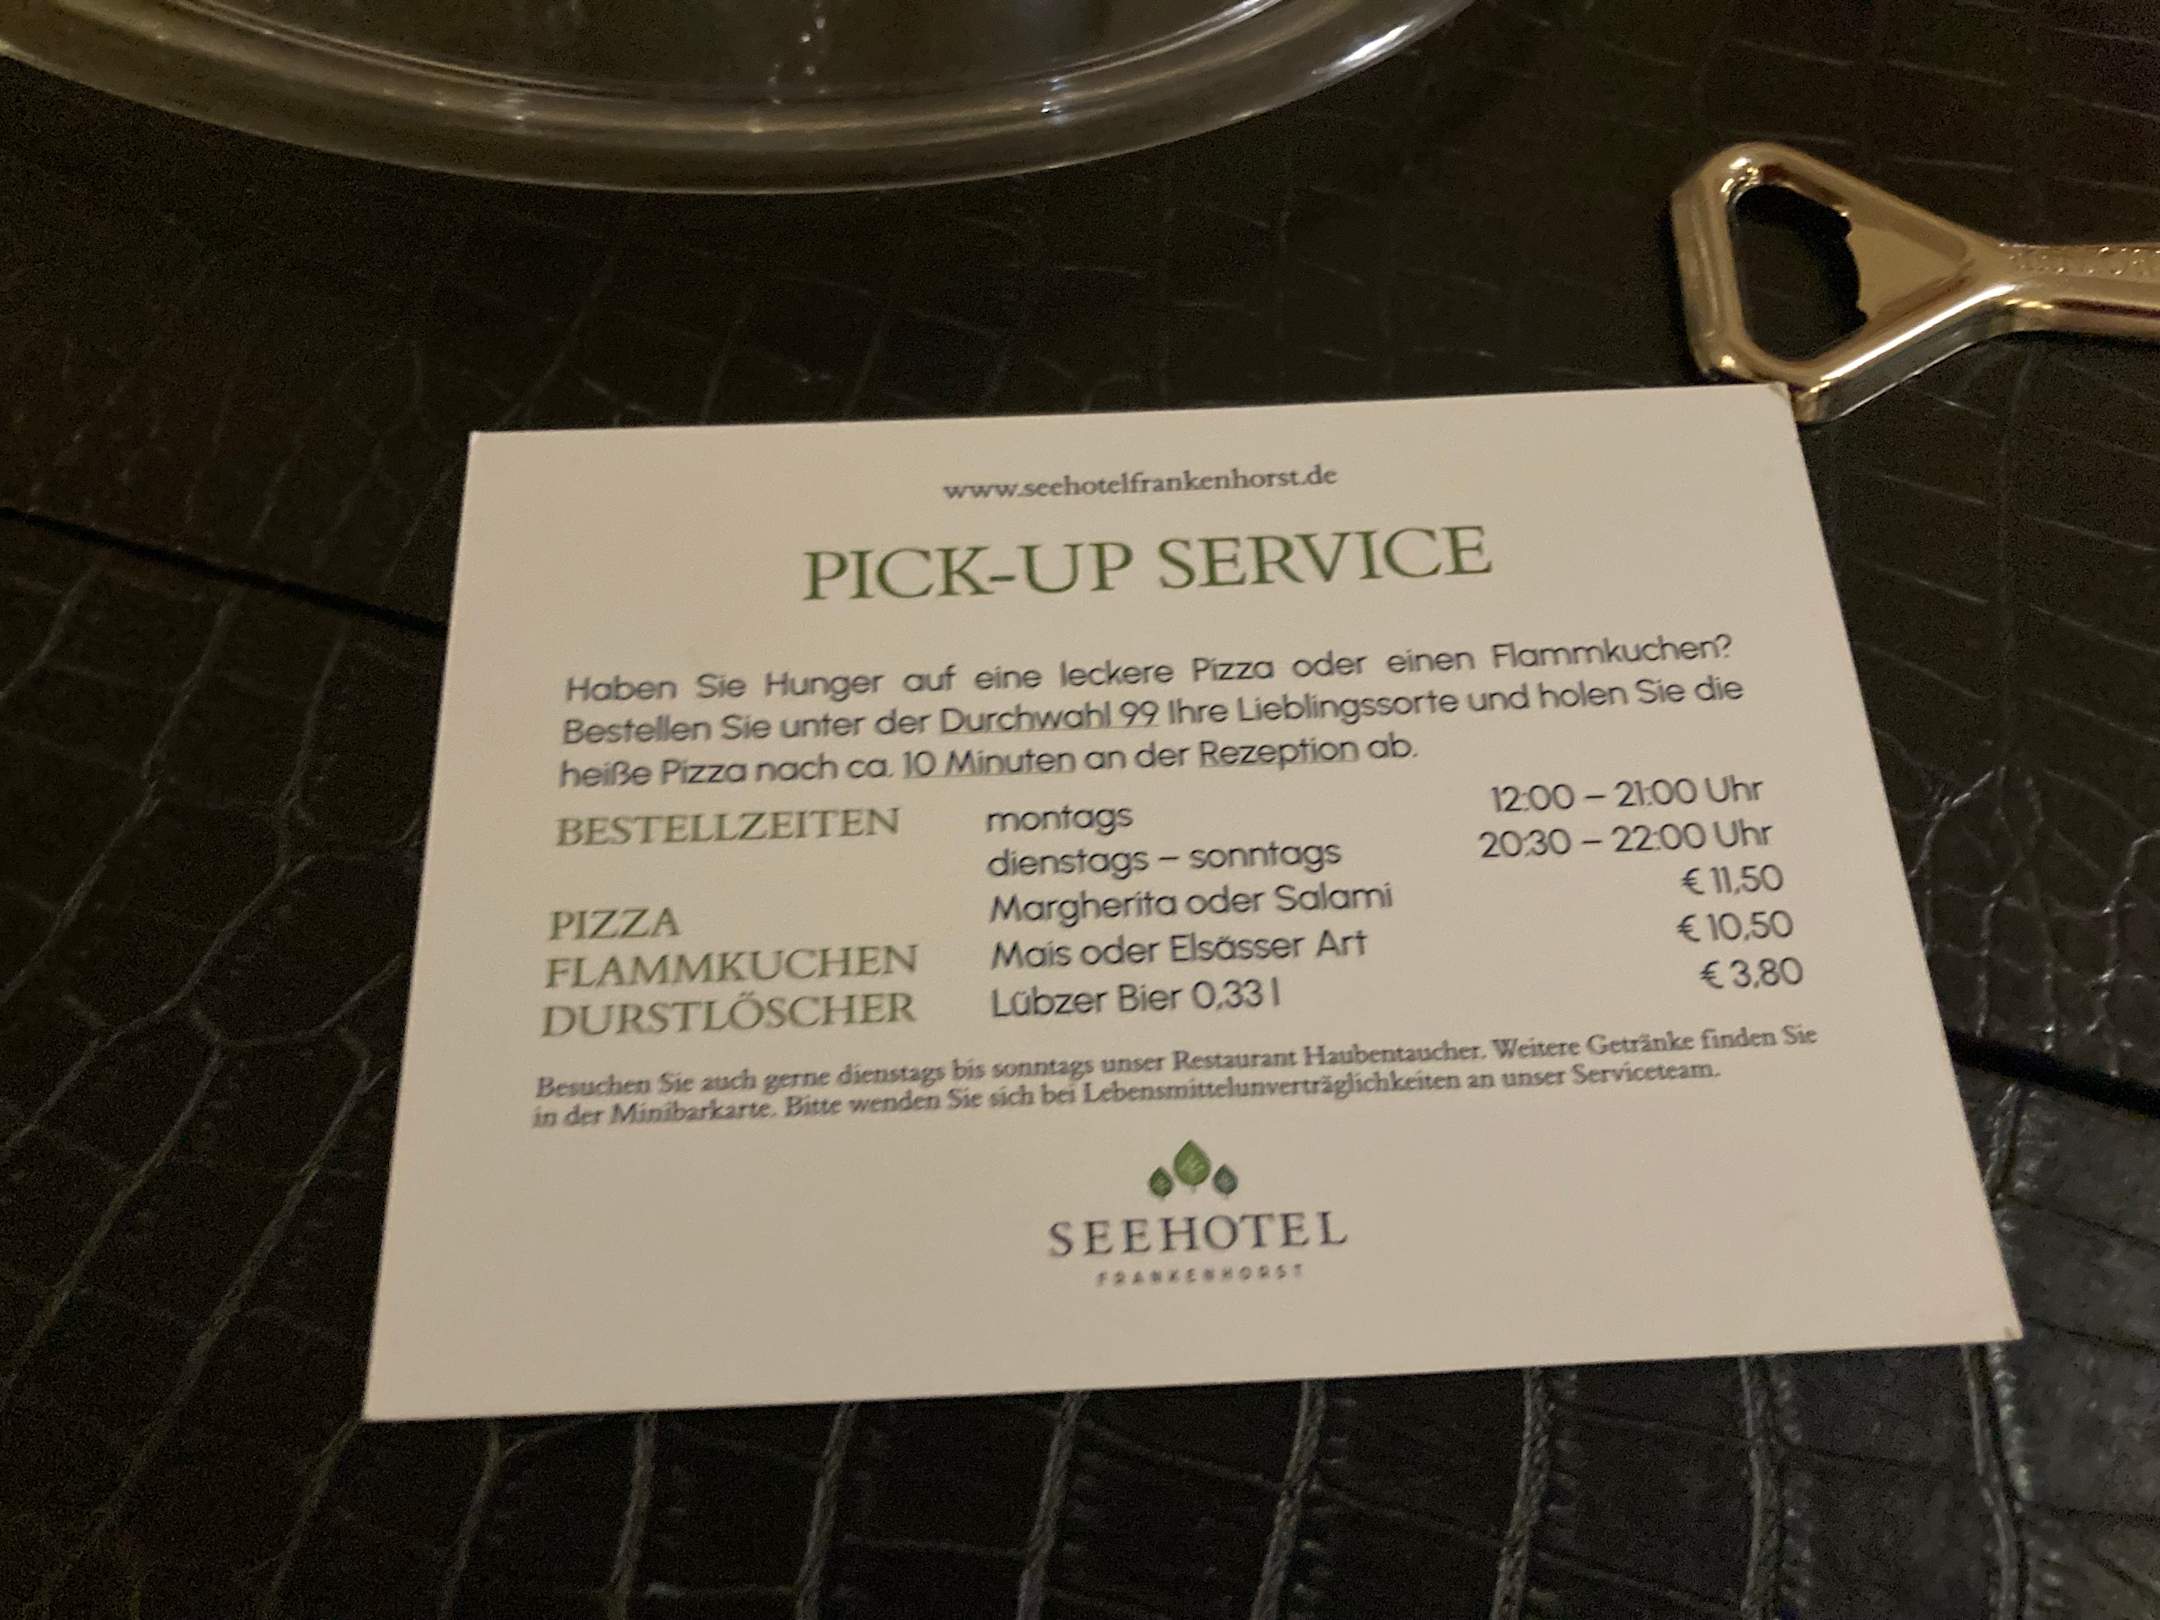 www.seehotelfrankenhorst.de
PICK-UP SERVICE
Haben Sie Hunger auf eine leckere Pizza oder einen Flammkuchen?
Bestellen Sie unter der Durchwahl 99 Ihre Lieblingssorte und holen Sie die
heiße Pizza nach ca. 10 Minuten an der Rezeption ab.
BESTELLZEITEN montags 12:00 – 21:00 Uhr
dienstags – sonntags 20:30 – 22:00 Uhr
PIZZA Margherita oder Salami € 11,50
FLAMMKUCHEN Mais oder Elsässer Art € 10,50
DURSTLÖSCHER Lübzer Bier 0,33 l € 3,80
Besuchen Sie auch gerne dienstags bis sonntags unser Restaurant Haubentaucher. Weitere Getränke finden Sie
in der Minibarkarte. Bitte wenden Sie sich bei Lebensmittelunverträglichkeiten an unser Serviceteam.
SEEHOTEL
FRANKENHORST